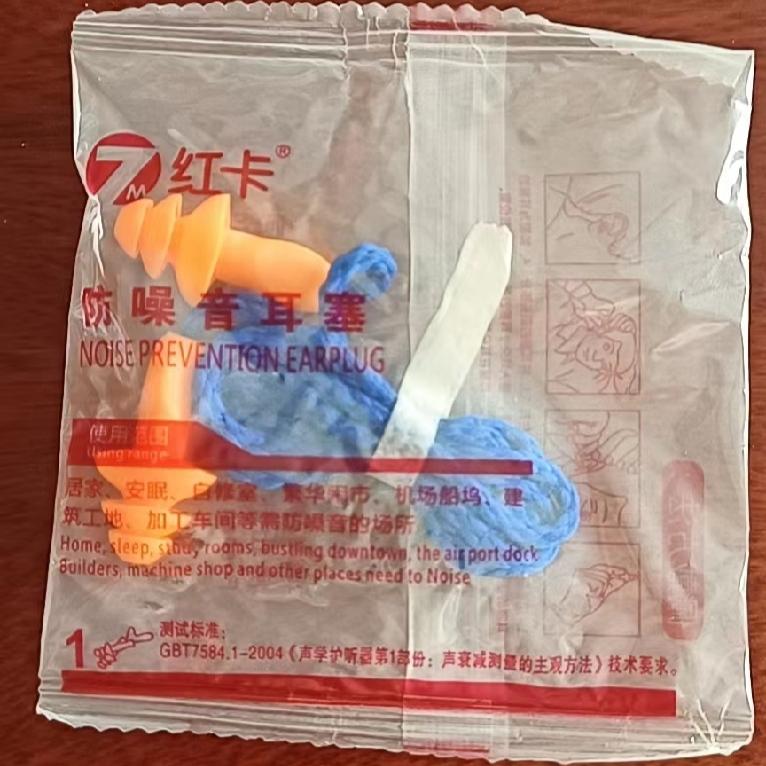 7M 红卡®
防噪音耳塞
NOISE PREVENTION EARPLUG
使用范围
Using range
居家、安眠、自修室、繁华闹市、机场船坞、建
筑工地、加工车间等需防噪音的场所
Home, sleep, study rooms, bustling downtown, the airport dock
Builders, machine shop and other places need to Noise
1
测试标准:
GBT7584.1-2004《声学护听器第1部份:声衰减测量的主观方法》技术要求。